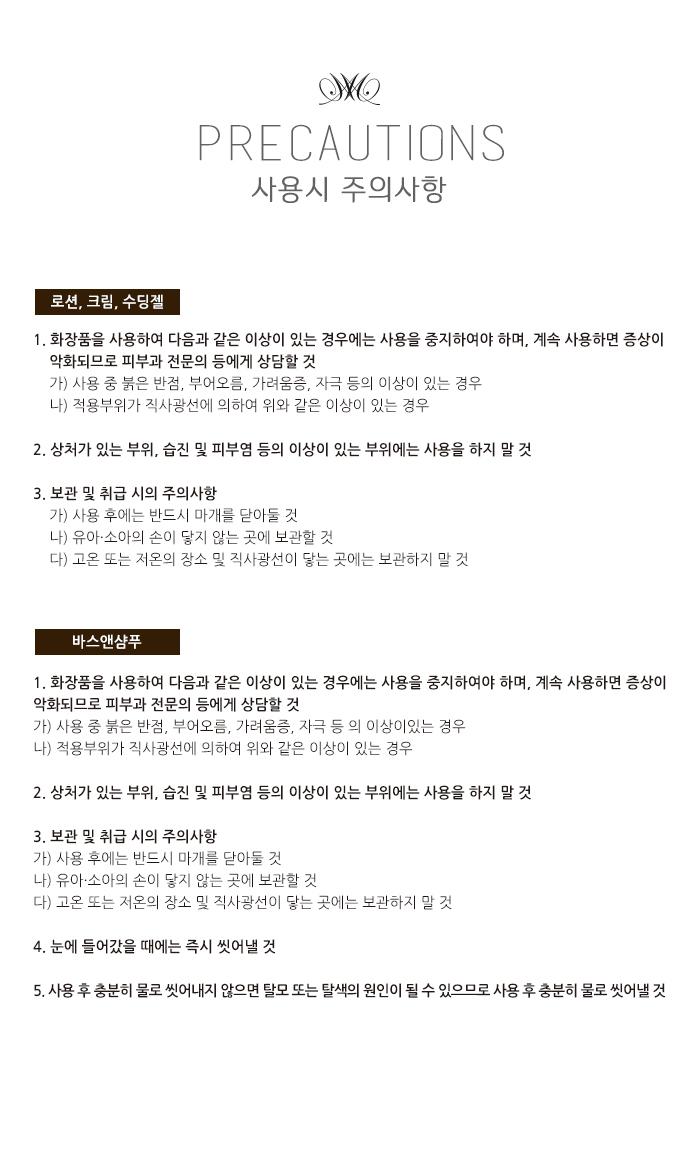 PRECAUTIONS
사용시 주의사항
로션, 크림, 수딩젤
1. 화장품을 사용하여 다음과 같은 이상이 있는 경우에는 사용을 중지하여야 하며, 계속 사용하면 증상이
악화되므로 피부과 전문의 등에게 상담할 것
가) 사용 중 붉은 반점, 부어오름, 가려움증, 자극 등의 이상이 있는 경우
나) 적용부위가 직사광선에 의하여 위와 같은 이상이 있는 경우
2. 상처가 있는 부위, 습진 및 피부염 등의 이상이 있는 부위에는 사용을 하지 말 것
3. 보관 및 취급 시의 주의사항
가) 사용 후에는 반드시 마개를 닫아둘 것
나) 유아·소아의 손이 닿지 않는 곳에 보관할 것
다) 고온 또는 저온의 장소 및 직사광선이 닿는 곳에는 보관하지 말 것
바스앤샴푸
1. 화장품을 사용하여 다음과 같은 이상이 있는 경우에는 사용을 중지하여야 하며, 계속 사용하면 증상이
악화되므로 피부과 전문의 등에게 상담할 것
가) 사용 중 붉은 반점, 부어오름, 가려움증, 자극 등 의 이상이있는 경우
나) 적용부위가 직사광선에 의하여 위와 같은 이상이 있는 경우
2. 상처가 있는 부위, 습진 및 피부염 등의 이상이 있는 부위에는 사용을 하지 말 것
3. 보관 및 취급 시의 주의사항
가) 사용 후에는 반드시 마개를 닫아둘 것
나) 유아·소아의 손이 닿지 않는 곳에 보관할 것
다) 고온 또는 저온의 장소 및 직사광선이 닿는 곳에는 보관하지 말 것
4. 눈에 들어갔을 때에는 즉시 씻어낼 것
5. 사용 후 충분히 물로 씻어내지 않으면 탈모 또는 탈색의 원인이 될 수 있으므로 사용 후 충분히 물로 씻어낼 것